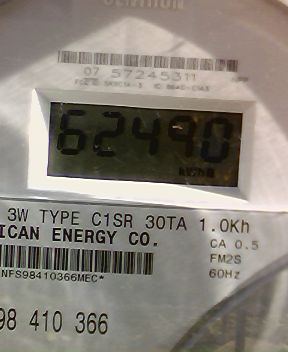 CENTRON
07 57245311
62490
kWh
3W TYPE C1SR 30TA 1.0Kh
ICAN ENERGY CO.
CA 0.5
FM2S
60Hz
NFS98410366MEC*
98 410 366